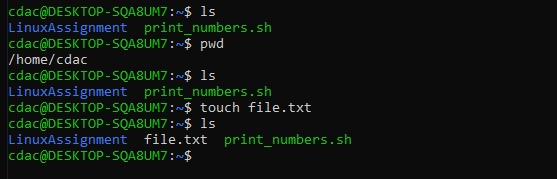 cdac@DESKTOP-SQA8UM7:~$ ls
LinuxAssignment  print_numbers.sh
cdac@DESKTOP-SQA8UM7:~$ pwd
/home/cdac
cdac@DESKTOP-SQA8UM7:~$ ls
LinuxAssignment  print_numbers.sh
cdac@DESKTOP-SQA8UM7:~$ touch file.txt
cdac@DESKTOP-SQA8UM7:~$ ls
LinuxAssignment  file.txt  print_numbers.sh
cdac@DESKTOP-SQA8UM7:~$